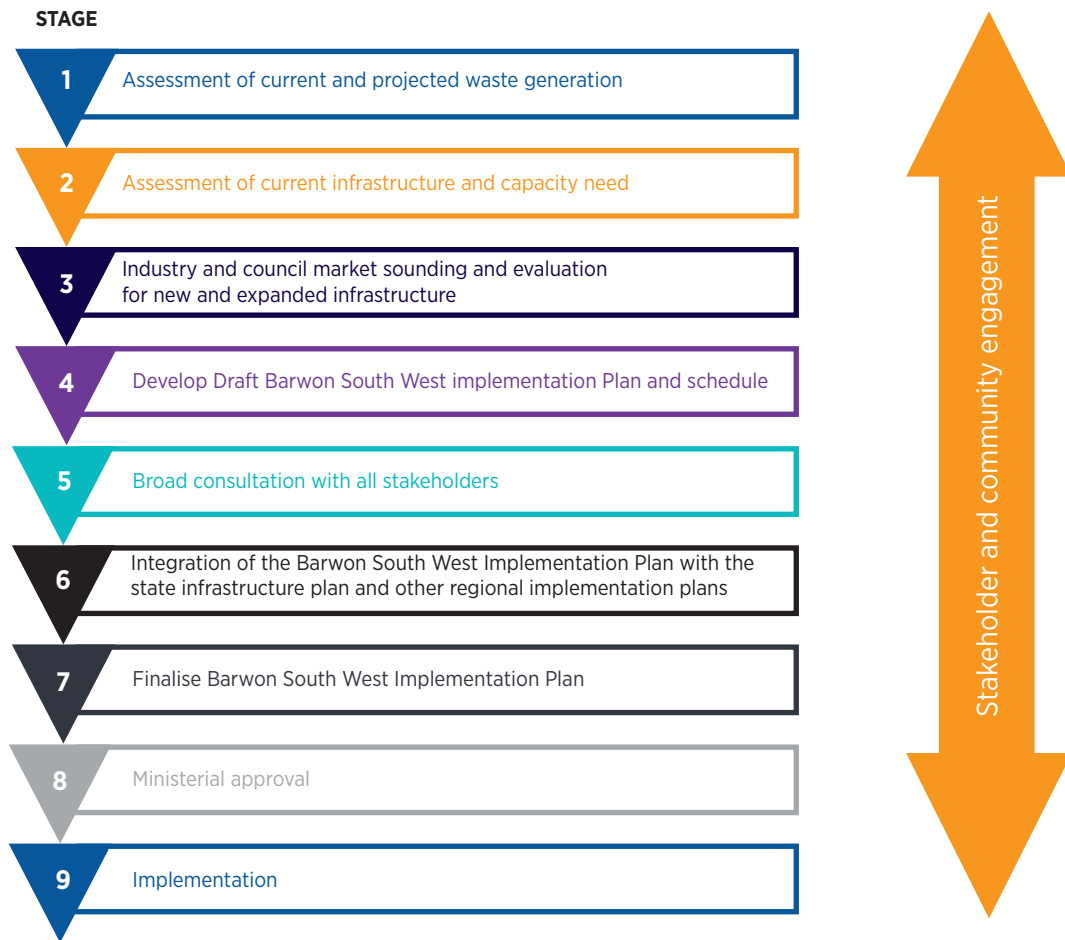 STAGE
1
Assessment of current and projected waste generation
2
Assessment of current infrastructure and capacity need
3
Industry and council market sounding and evaluation
for new and expanded infrastructure
4
Develop Draft Barwon South West implementation Plan and schedule
5
Broad consultation with all stakeholders
6
Integration of the Barwon South West Implementation Plan with the
state infrastructure plan and other regional implementation plans
7
Finalise Barwon South West Implementation Plan
8
Ministerial approval
9
Implementation
Stakeholder and community engagement